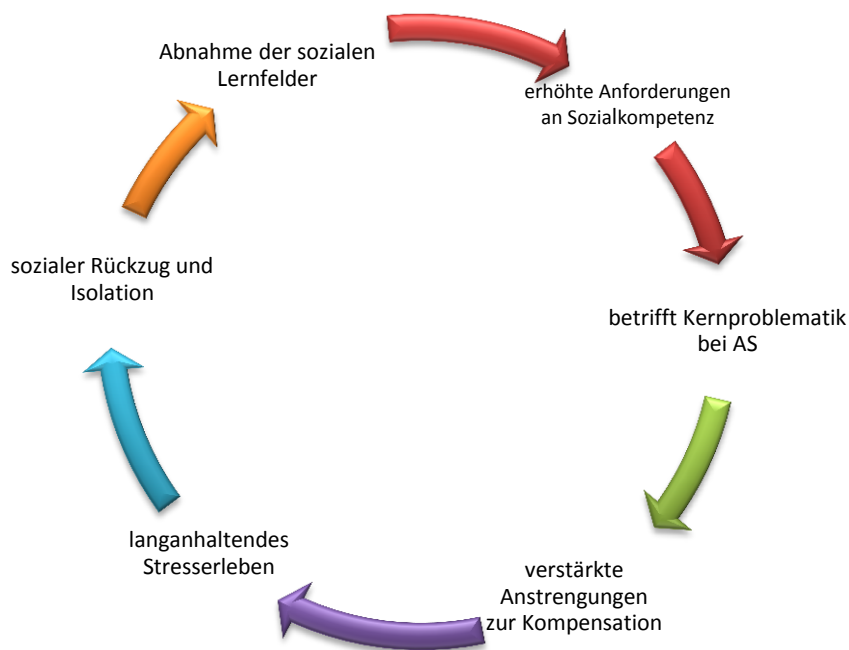 Abnahme der sozialen
Lernfelder
erhöhte Anforderungen
an Sozialkompetenz
betrifft Kernproblematik
bei AS
verstärkte
Anstrengungen
zur Kompensation
langanhaltendes
Stresserleben
sozialer Rückzug und
Isolation